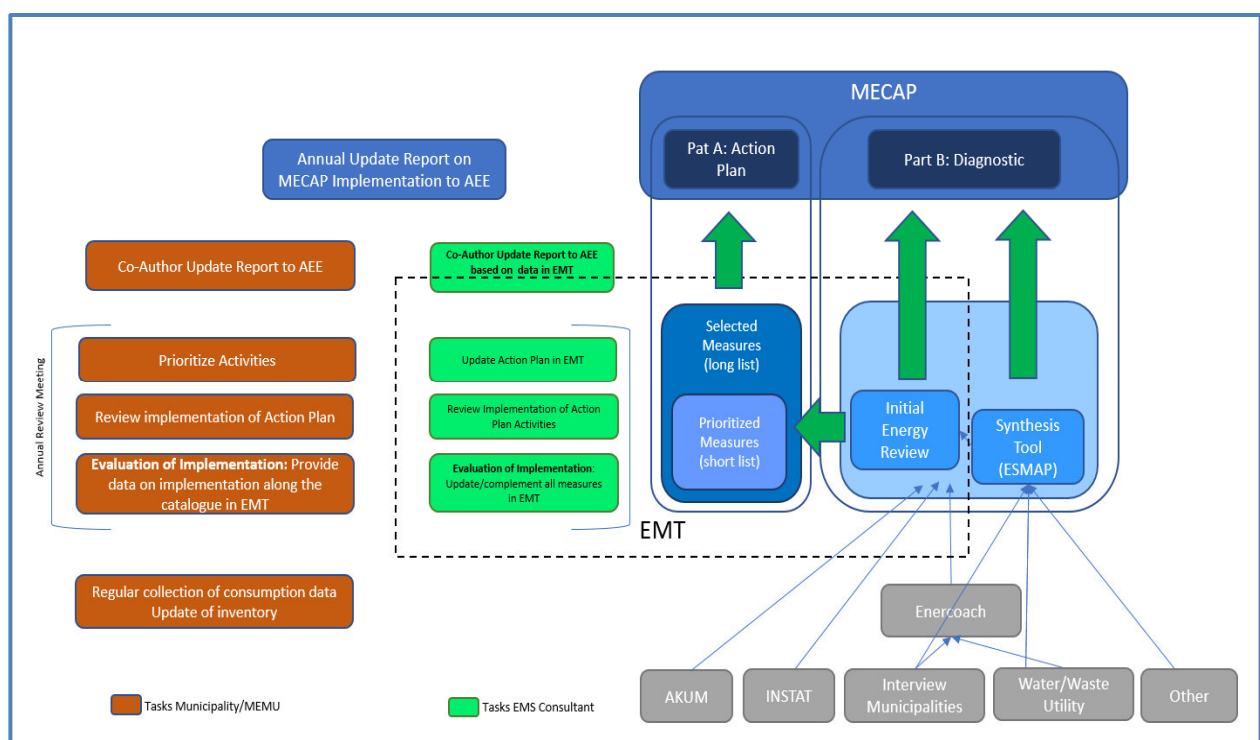 MECAP
Pat A: Action
Plan
Part B: Diagnostic
Annual Update Report on
MECAP Implementation to AEE
Co-Author Update Report to AEE
Co-Author Update Report to AEE
based on data in EMT
Annual Review Meeting
Prioritize Activities
Update Action Plan in EMT
Selected
Measures
(long list)
Review implementation of Action Plan
Review Implementation of Action
Plan Activities
Prioritized
Measures
(short list)
Initial
Energy
Review
Synthesis
Tool
(ESMAP)
Evaluation of Implementation: Provide
data on implementation along the
catalogue in EMT
Evaluation of Implementation:
Update/complement all measures
in EMT
EMT
Regular collection of consumption data
Update of inventory
Enercoach
AKUM
INSTAT
Interview
Municipalities
Water/Waste
Utility
Other
Tasks Municipality/MEMU
Tasks EMS Consultant